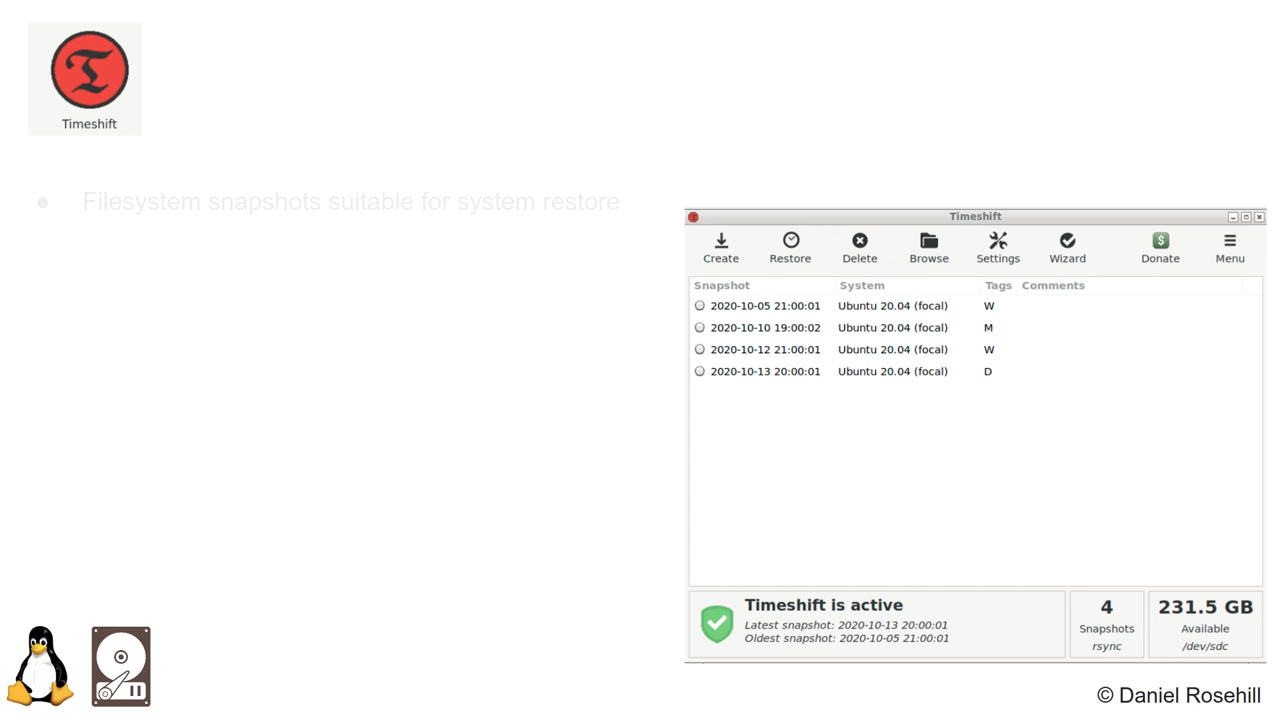 Timeshift
● Filesystem snapshots suitable for system restore
Timeshift
Create Restore Delete Browse Settings Wizard Donate Menu
Snapshot System Tags Comments
2020-10-05 21:00:01 Ubuntu 20.04 (focal) W
2020-10-10 19:00:02 Ubuntu 20.04 (focal) M
2020-10-12 21:00:01 Ubuntu 20.04 (focal) W
2020-10-13 20:00:01 Ubuntu 20.04 (focal) D
Timeshift is active
Latest snapshot: 2020-10-13 20:00:01
Oldest snapshot: 2020-10-05 21:00:01
4
Snapshots
rsync
231.5 GB
Available
/dev/sdc
© Daniel Rosehill